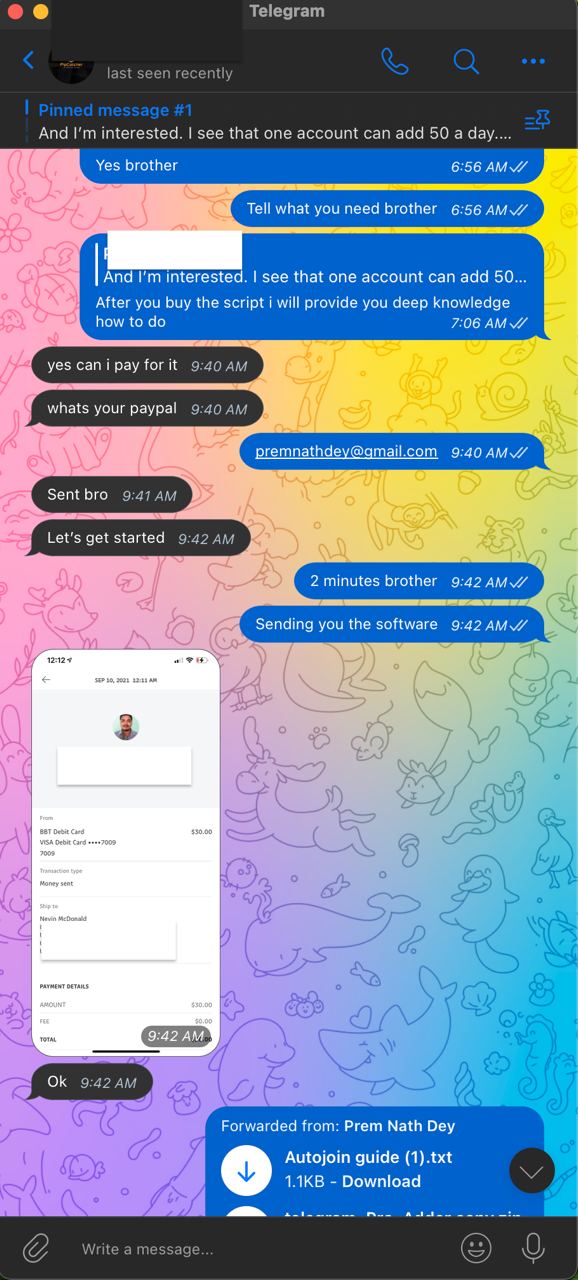 Telegram
last seen recently
Pinned message #1
And I'm interested. I see that one account can add 50 a day....
Yes brother 6:56 AM
Tell what you need brother 6:56 AM
And I'm interested. I see that one account can add 50...
After you buy the script i will provide you deep knowledge
how to do 7:06 AM
yes can i pay for it 9:40 AM
whats your paypal 9:40 AM
premnathdey@gmail.com 9:40 AM
Sent bro 9:41 AM
Let's get started 9:42 AM
2 minutes brother 9:42 AM
Sending you the software 9:42 AM
12:12
SEP 10, 2021 12:11 AM
From
BBT Debit Card $30.00
VISA Debit Card ••••7009
7009
Transaction type
Money sent
Ship to
Nevin McDonald
PAYMENT DETAILS
AMOUNT $30.00
FEE $0.00
TOTAL
9:42 AM
Ok 9:42 AM
Forwarded from: Prem Nath Dey
Autojoin guide (1).txt
1.1KB - Download
Write a message...